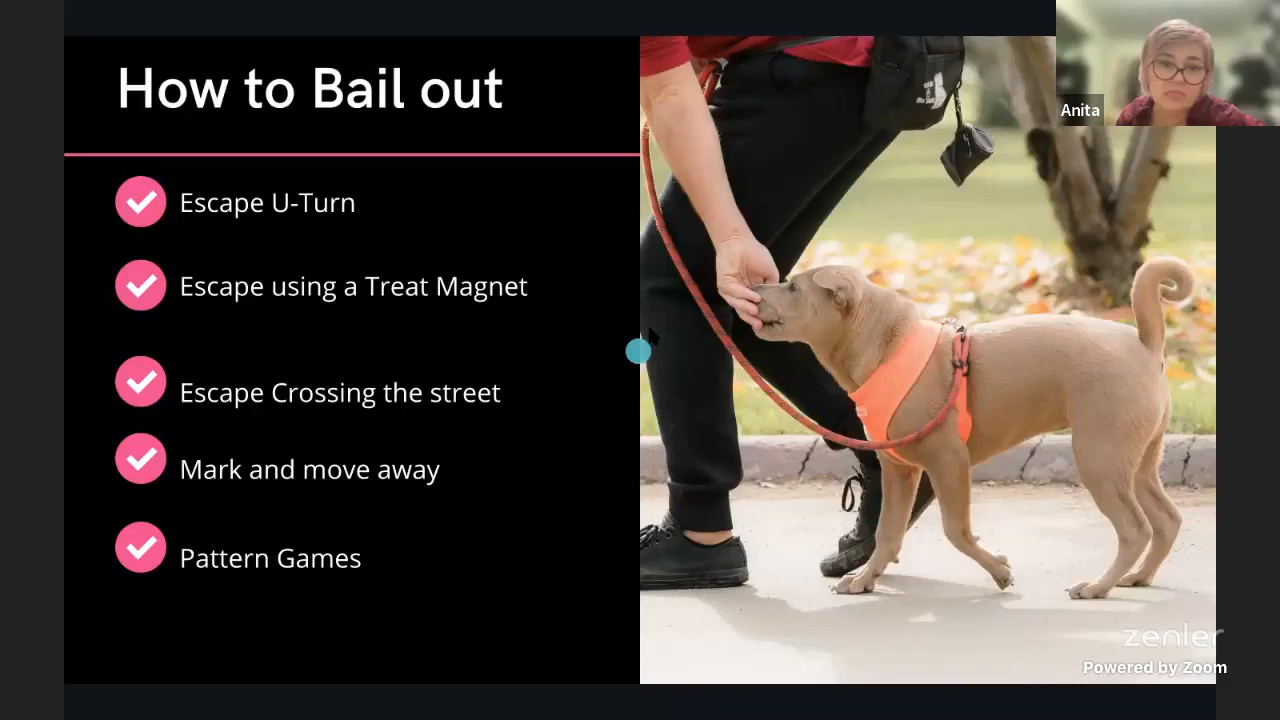 How to Bail out
Anita
Escape U-Turn
Escape using a Treat Magnet
Escape Crossing the street
Mark and move away
Pattern Games
zenler
Powered by Zoom